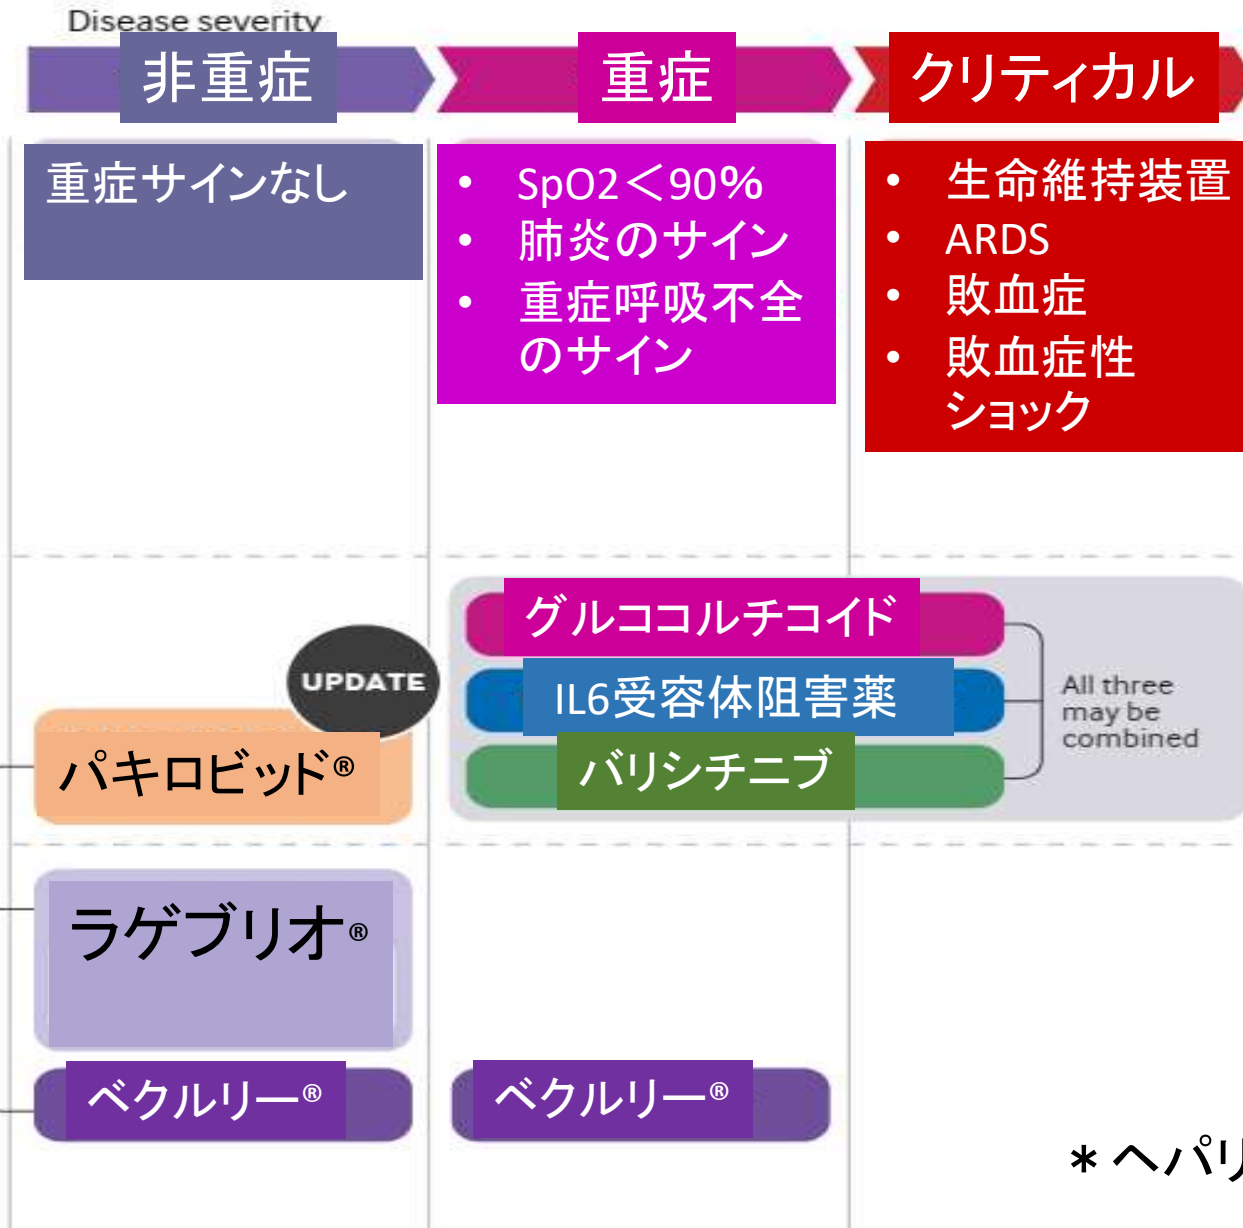 Disease severity
非重症
重症
クリティカル
重症サインなし
• SpO2＜90%
• 肺炎のサイン
• 重症呼吸不全
のサイン
• 生命維持装置
• ARDS
• 敗血症
• 敗血症性
ショック
UPDATE
パキロビッド®
グルココルチコイド
IL6受容体阻害薬
バリシチニブ
All three
may be
combined
ラゲブリオ®
ベクルリー®
ベクルリー®
＊ヘパリ